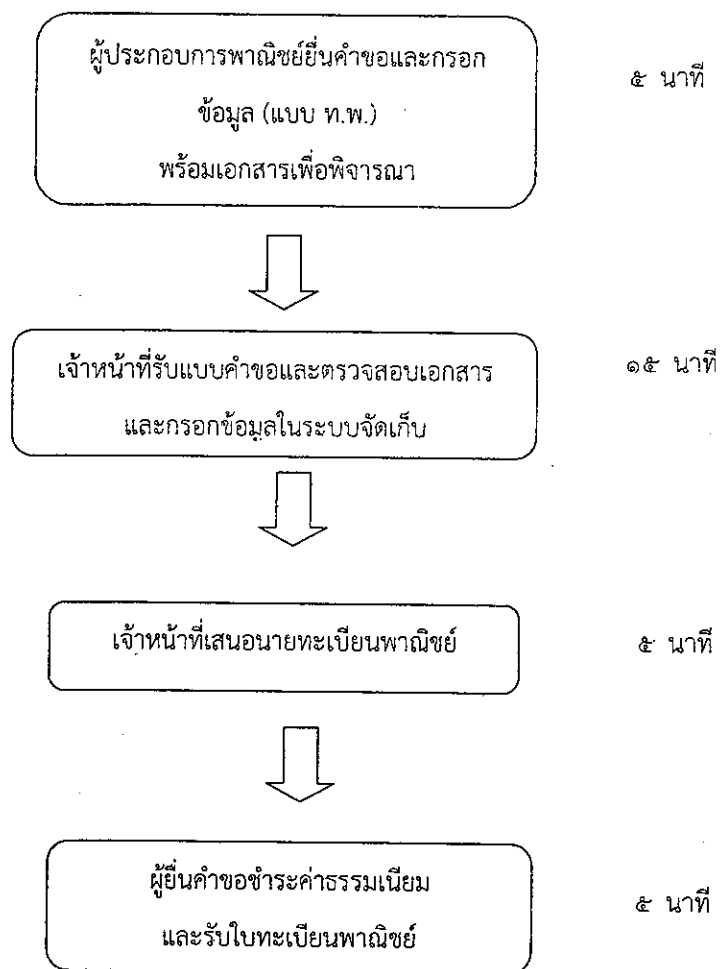 ผู้ประกอบการพาณิชย์ยื่นคำขอและกรอก
ข้อมูล (แบบ ท.พ.)
พร้อมเอกสารเพื่อพิจารณา
๕ นาที
เจ้าหน้าที่รับแบบคำขอและตรวจสอบเอกสาร
และกรอกข้อมูลในระบบจัดเก็บ
๑๕ นาที
เจ้าหน้าที่เสนอนายทะเบียนพาณิชย์
๕ นาที
ผู้ยื่นคำขอชำระค่าธรรมเนียม
และรับใบทะเบียนพาณิชย์
๕ นาที